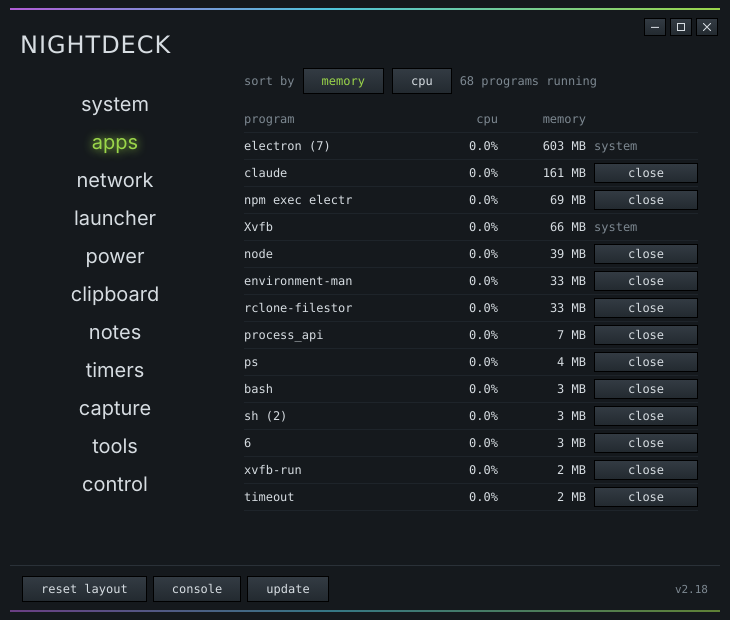 NIGHTDECK
system
apps
network
launcher
power
clipboard
notes
timers
capture
tools
control
sort by memory cpu 68 programs running
program cpu memory
electron (7) 0.0% 603 MB system
claude 0.0% 161 MB close
npm exec electr 0.0% 69 MB close
Xvfb 0.0% 66 MB system
node 0.0% 39 MB close
environment-man 0.0% 33 MB close
rclone-filestor 0.0% 33 MB close
process_api 0.0% 7 MB close
ps 0.0% 4 MB close
bash 0.0% 3 MB close
sh (2) 0.0% 3 MB close
6 0.0% 3 MB close
xvfb-run 0.0% 2 MB close
timeout 0.0% 2 MB close
reset layout console update v2.18